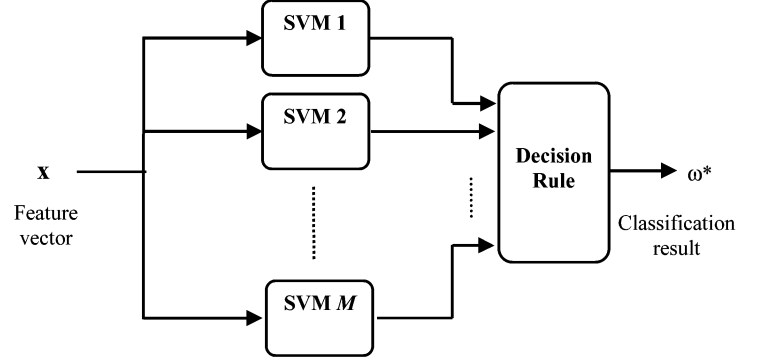 SVM 1
SVM 2
x
Feature
vector
Decision
Rule
ω*
Classification
result
SVM M